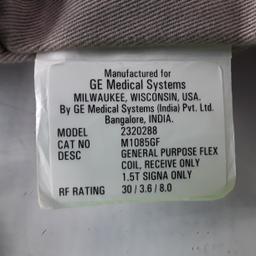 Manufactured for
GE Medical Systems
MILWAUKEE, WISCONSIN, USA.
By GE Medical Systems (India) Pvt. Ltd.
Bangalore, INDIA.
MODEL 2320288
CAT NO M1085GF
DESC GENERAL PURPOSE FLEX
COIL, RECEIVE ONLY
1.5T SIGNA ONLY
RF RATING 30 / 3.6 / 8.0